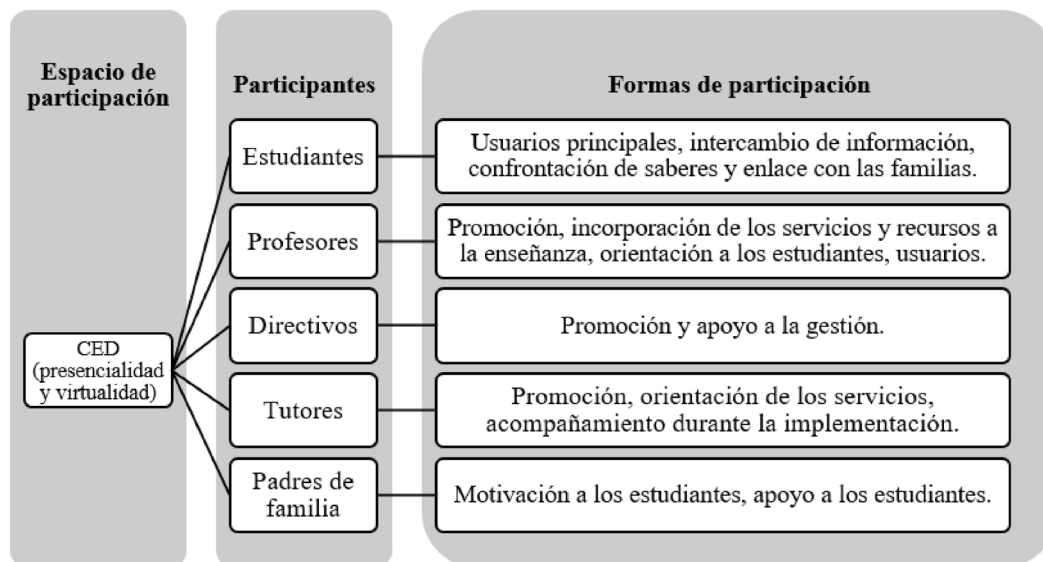 Espacio de
participación
Participantes
Formas de participación
CED
(presencialidad
y virtualidad)
Estudiantes
Usuarios principales, intercambio de información,
confrontación de saberes y enlace con las familias.
Profesores
Promoción, incorporación de los servicios y recursos a
la enseñanza, orientación a los estudiantes, usuarios.
Directivos
Promoción y apoyo a la gestión.
Tutores
Promoción, orientación de los servicios,
acompañamiento durante la implementación.
Padres de
familia
Motivación a los estudiantes, apoyo a los estudiantes.